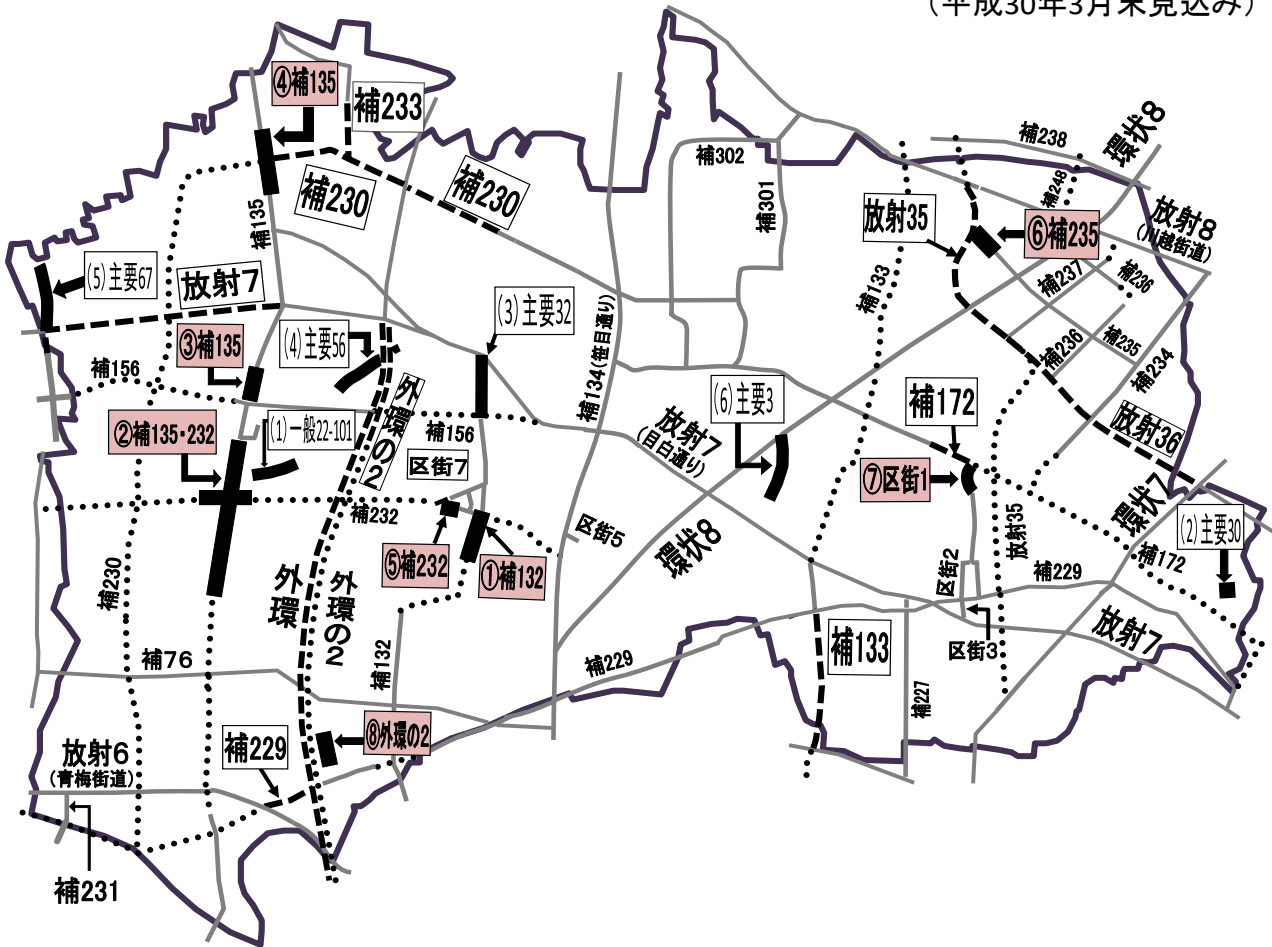 (平成30年3月末見込み)
④補135
補233
補238
環状8
補302
補230
補230
補301
補248
放射35
放射8
(川越街道)
⑥補235
補135
補133
補237
補236
(5)主要67
放射7
(3)主要32
③補135
(4)主要56
補134(笹目通り)
補235
補236
補234
補156
外環の2
(6)主要3
補172
放射36
②補135・232
(1)一般22-101
補156
放射7
(目白通り)
区街7
⑦区街1
環状7
補232
区街5
(2)主要30
環状8
放射35
補172
⑤補232
①補132
補230
外環
外環の2
区街2
補229
放射7
補133
区街3
補76
補132
補229
補227
放射6
(青梅街道)
補229
⑧外環の2
補231